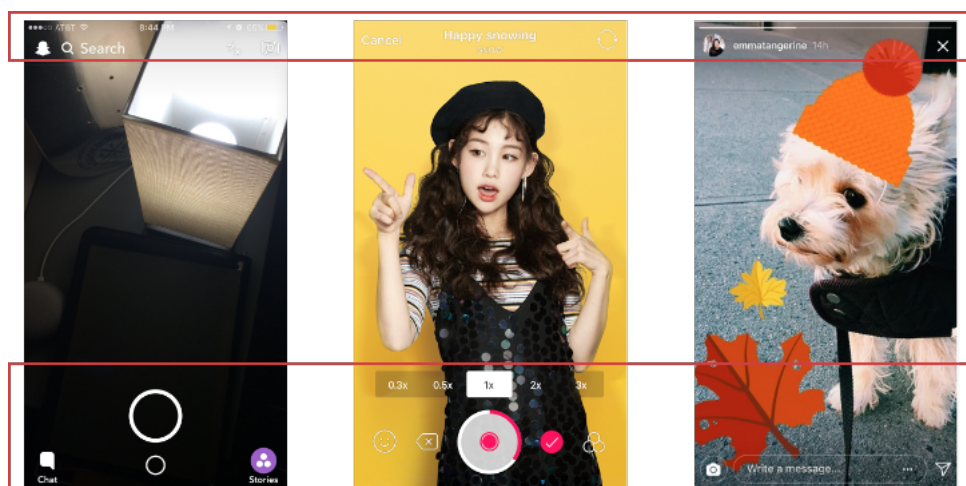 AT&T 8:44 PM 65%
Search
Chat
Stories
Cancel
Happy snowing
0.3x 0.5x 1x 2x 3x
emmatangerine 14h
Write a message...